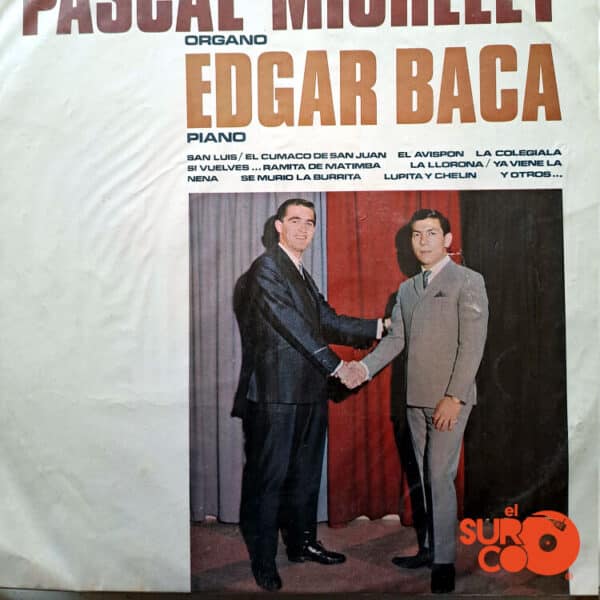 PASCAL MICHELET
ORGANO
EDGAR BACA
PIANO
SAN LUIS / EL CUMACO DE SAN JUAN EL AVISPON LA COLEGIALA
SI VUELVES ... RAMITA DE MATIMBA LA LLORONA / YA VIENE LA
NENA SE MURIO LA BURRITA LUPITA Y CHELIN Y OTROS ...
el
SURCO